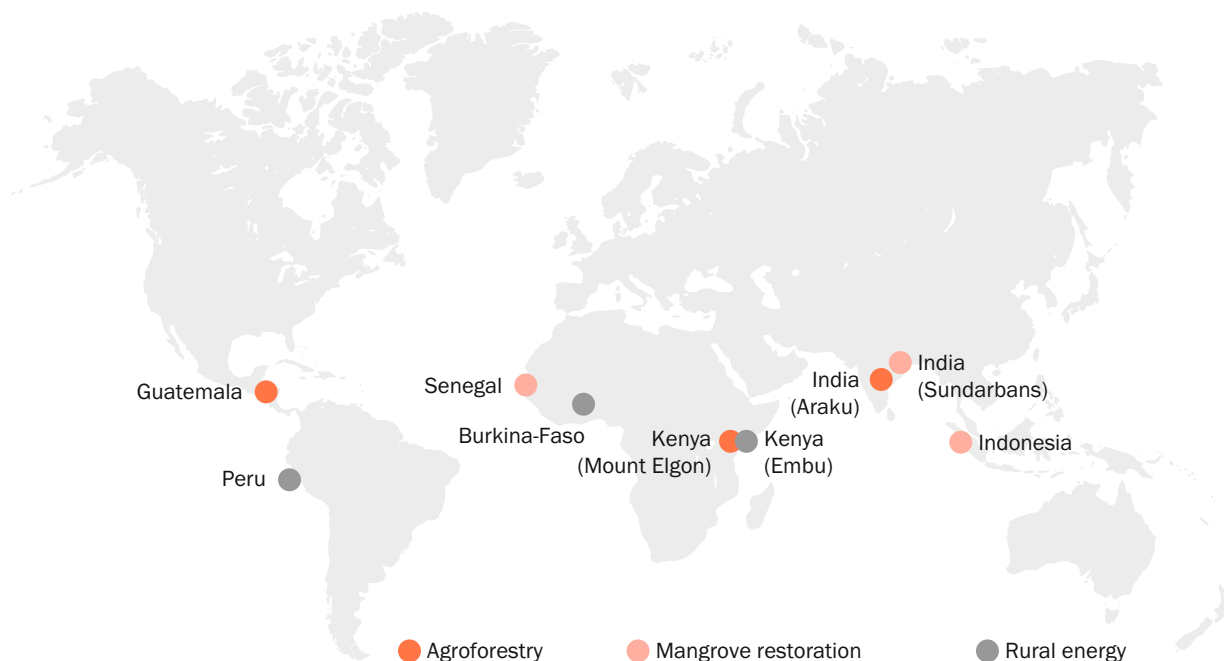 Guatemala
Senegal
India
(Araku)
India
(Sundarbans)
Burkina-Faso
Kenya
(Mount Elgon)
Kenya
(Embu)
Indonesia
Peru
Agroforestry
Mangrove restoration
Rural energy